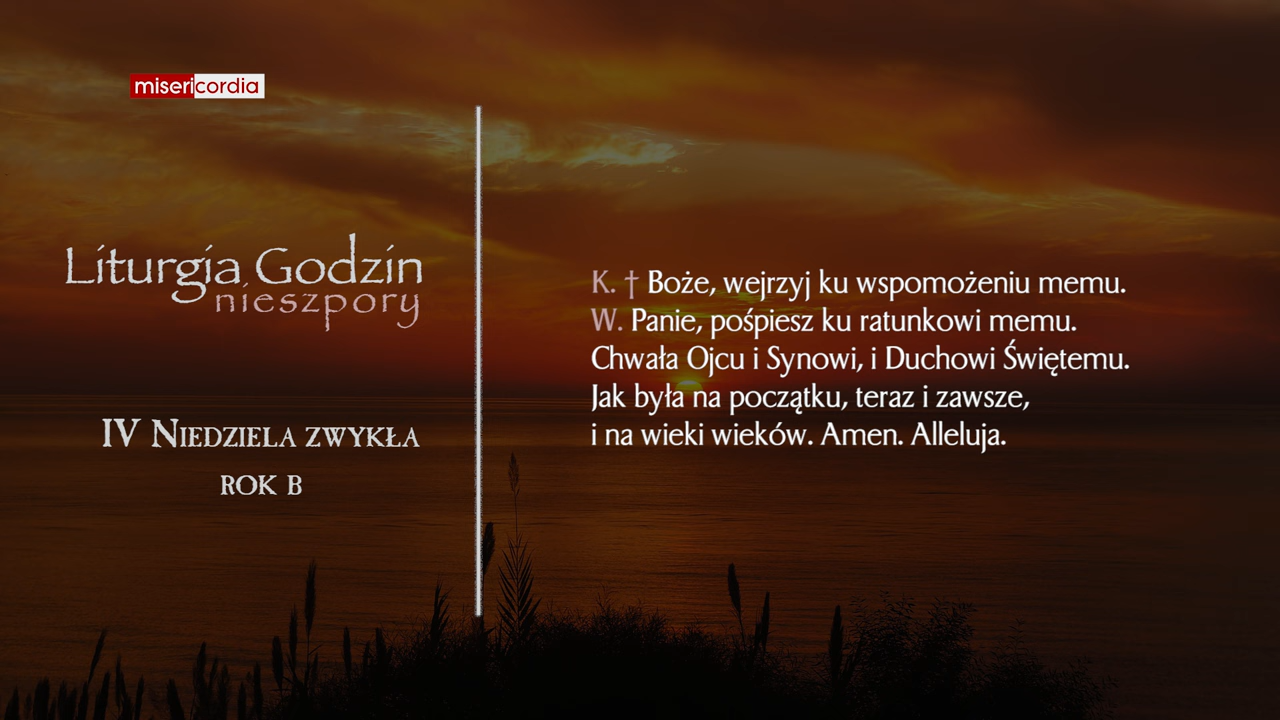 misericordia
Liturgia Godzin
nieszpory
IV Niedziela zwykła
rok B
K. † Boże, wejrzyj ku wspomożeniu memu.
W. Panie, pośpiesz ku ratunkowi memu.
Chwała Ojcu i Synowi, i Duchowi Świętemu.
Jak była na początku, teraz i zawsze,
i na wieki wieków. Amen. Alleluja.